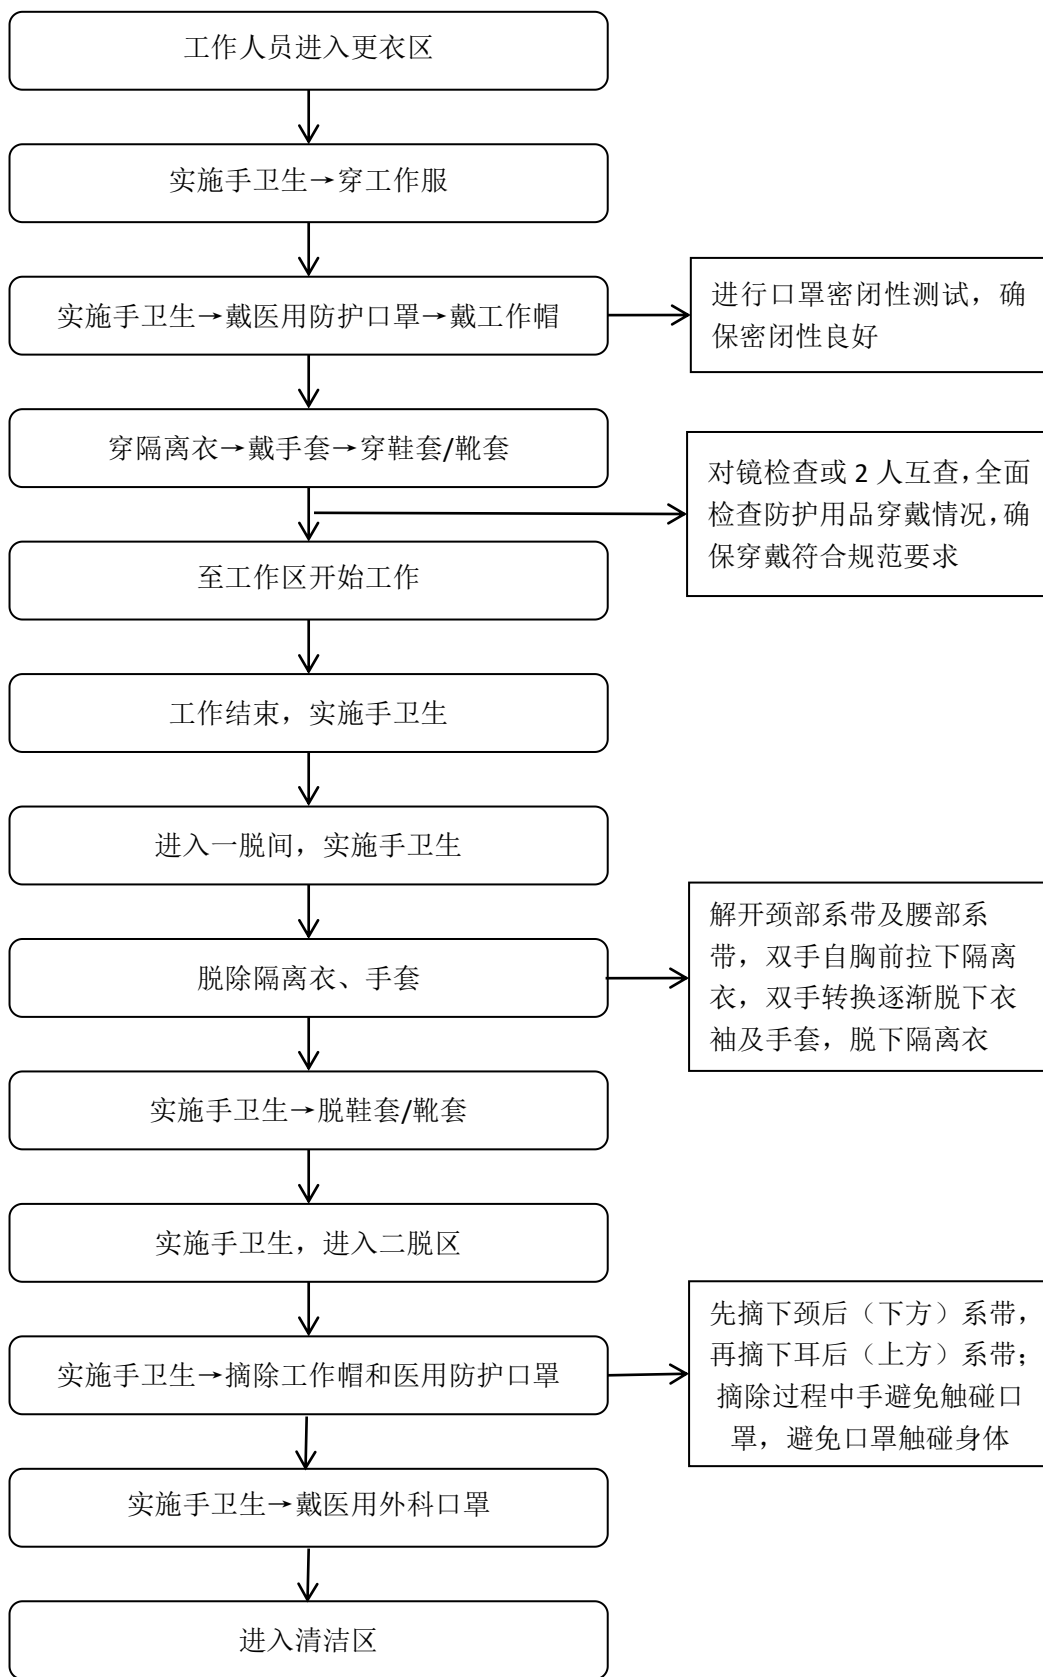 工作人员进入更衣区
实施手卫生→穿工作服
实施手卫生→戴医用防护口罩→戴工作帽
进行口罩密闭性测试，确
保密闭性良好
穿隔离衣→戴手套→穿鞋套/靴套
对镜检查或 2 人互查，全面
检查防护用品穿戴情况，确
保穿戴符合规范要求
至工作区开始工作
工作结束，实施手卫生
进入一脱间，实施手卫生
脱除隔离衣、手套
解开颈部系带及腰部系
带，双手自胸前拉下隔离
衣，双手转换逐渐脱下衣
袖及手套，脱下隔离衣
实施手卫生→脱鞋套/靴套
实施手卫生，进入二脱区
实施手卫生→摘除工作帽和医用防护口罩
先摘下颈后（下方）系带，
再摘下耳后（上方）系带；
摘除过程中手避免触碰口
罩，避免口罩触碰身体
实施手卫生→戴医用外科口罩
进入清洁区